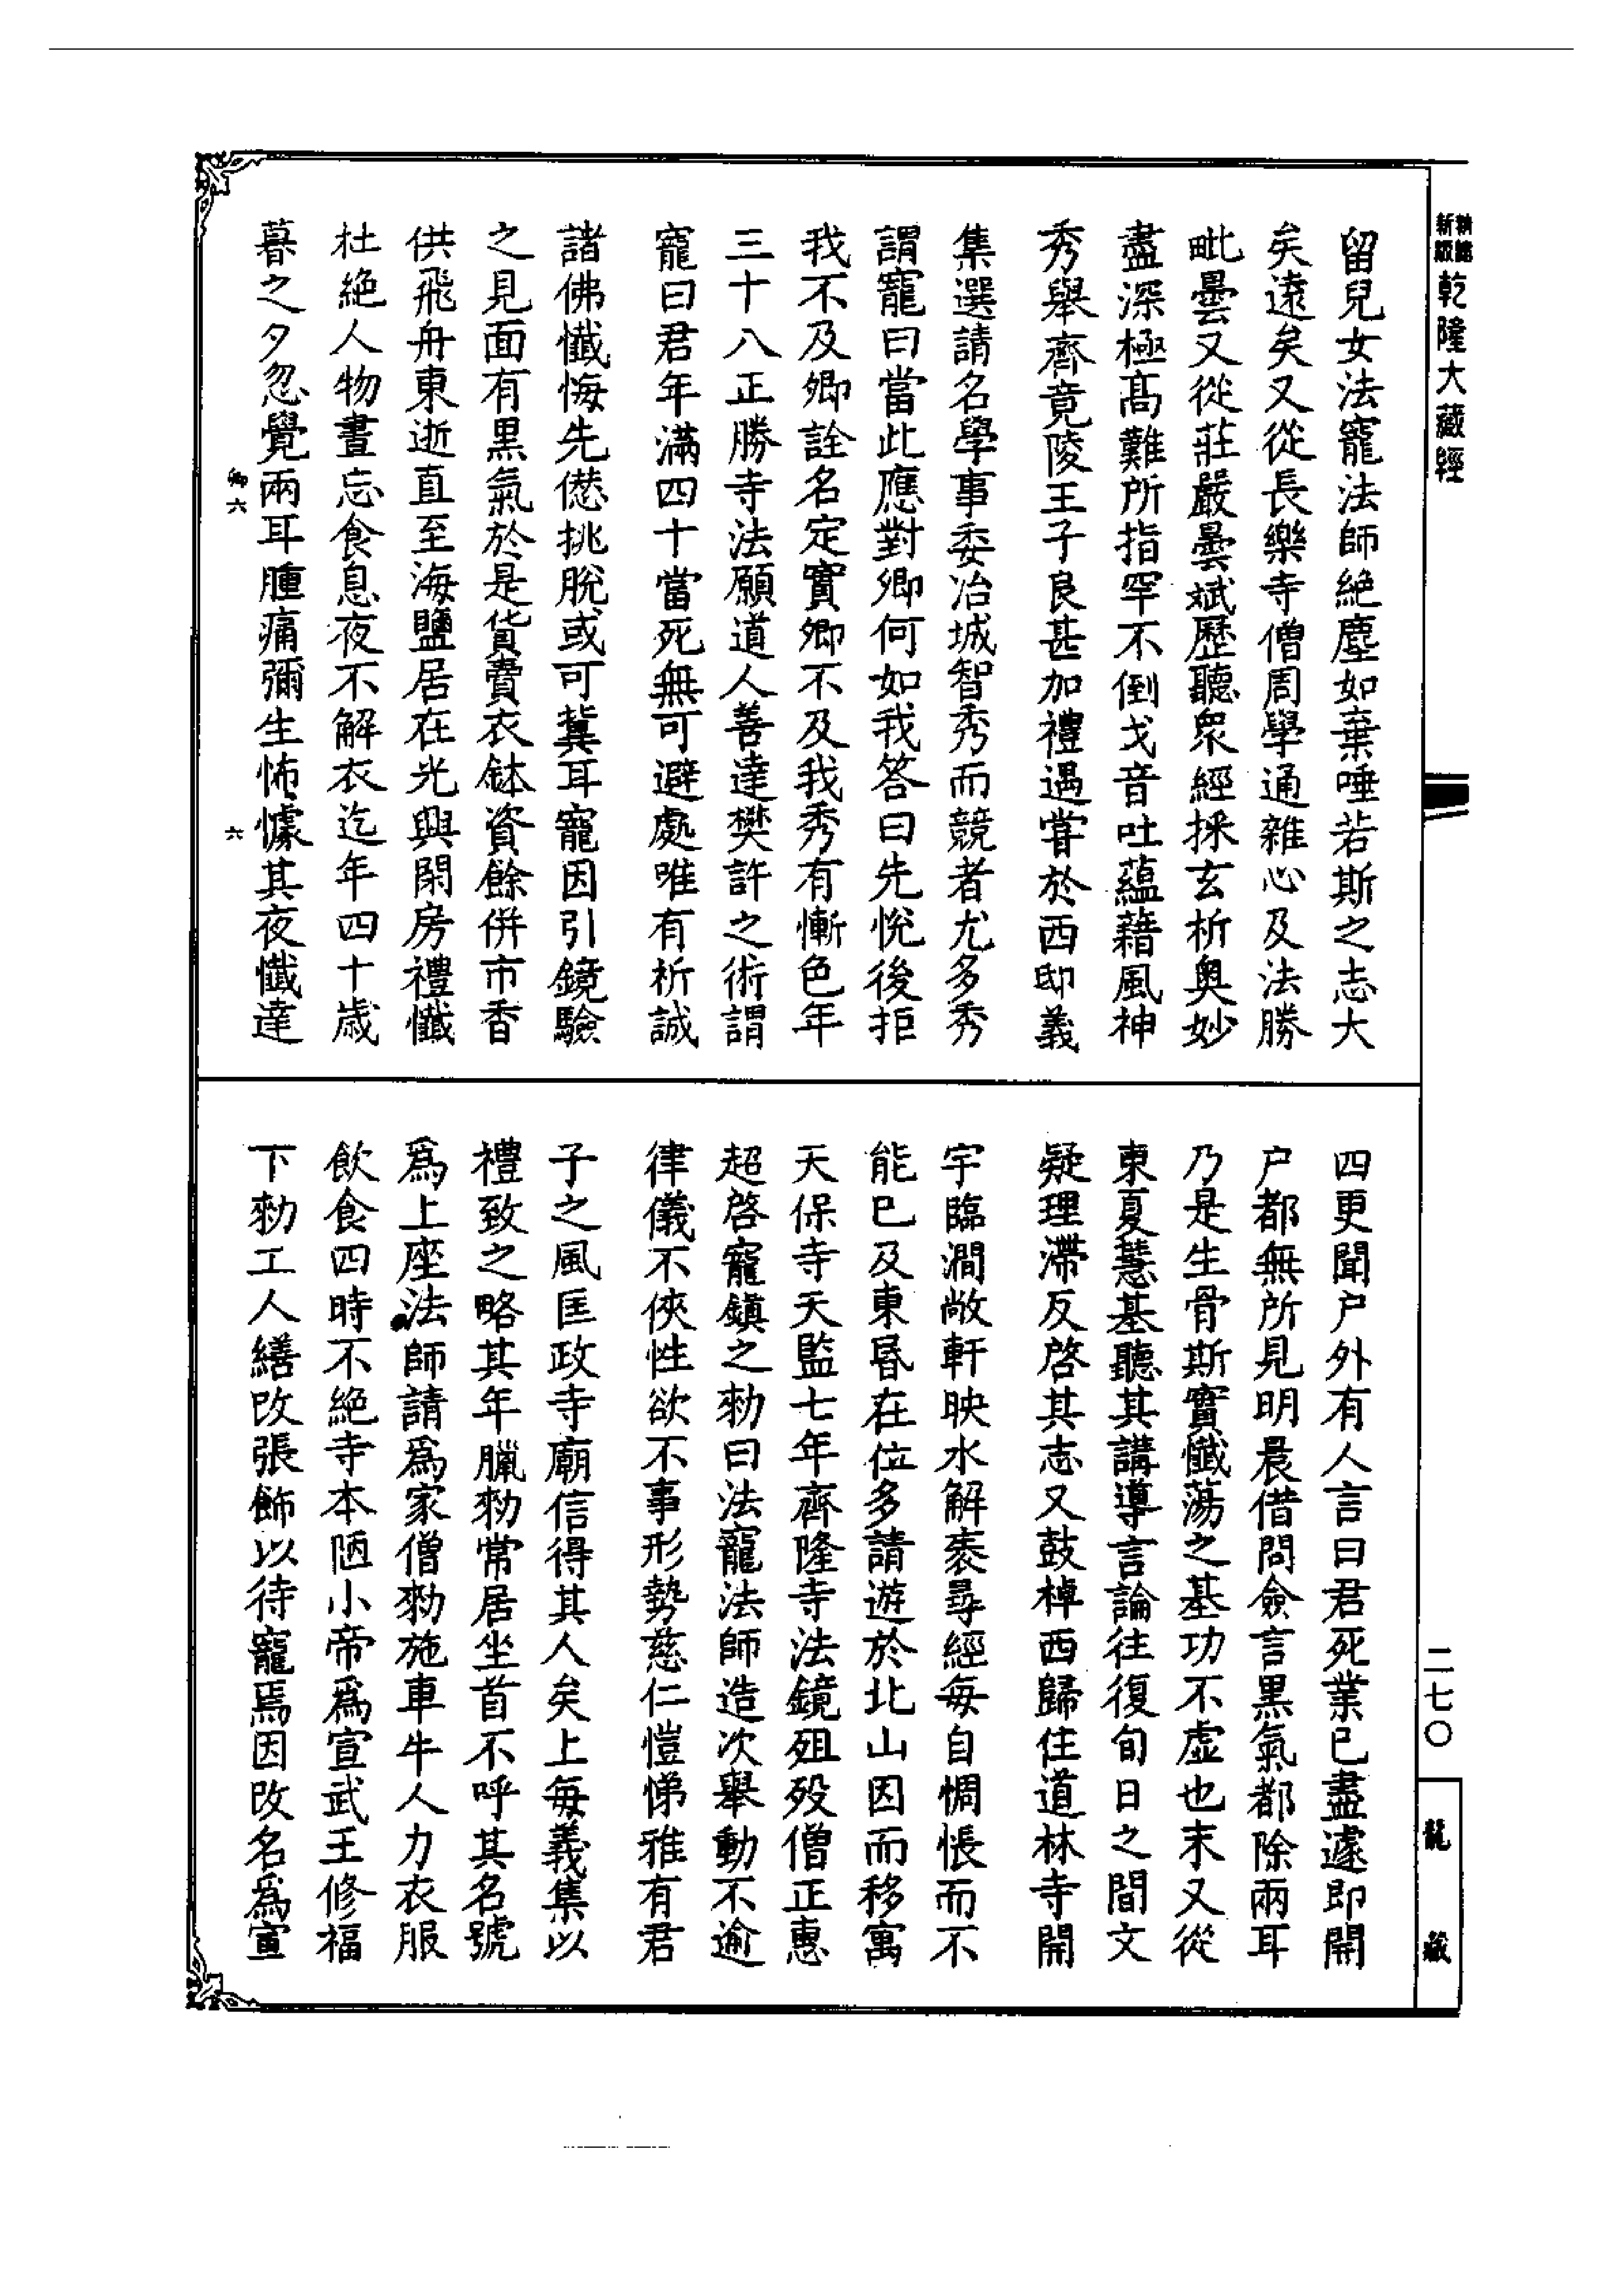 新編
新版
乾隆大藏經
留兒女法寵法師絶塵如棄唾若斯之志大
矣遠矣又從長樂寺僧周學通雜心及法勝
毗曇又從莊嚴曇斌歷聽衆經採玄析奥妙
盡深極髙難所指罕不倒戈音吐蘊藉風神
秀舉齊竟陵王子良甚加禮遇甞於西邸義
集選請名學事委冶城智秀而競者尤多秀
謂寵曰當此應對卿何如我答曰先恱後拒
我不及卿詮名定實卿不及我秀有慚色年
三十八正勝寺法願道人善達樊許之術謂
寵曰君年滿四十當死無可避處唯有祈誠
諸佛懺悔先𠍴挑脫或可冀耳寵因引鏡驗
之見面有黒氣於是貨費衣鉢資餘併市香
供飛舟東逝直至海鹽居在光興閑房禮懺
杜絶人物晝忘食息夜不解衣迄年四十歲
暮之夕忽覺兩耳腫痛彌生怖懅其夜懺達
卿六
六
四更聞户外有人言曰君死業已盡遽即開
户都無所見明晨借問僉言黒氣都除兩耳
乃是生骨斯實懺蕩之基功不虛也末又從
東夏慧基聽其講導言論往復旬日之間文
疑理滯反啓其志又鼓棹西歸住道林寺開
宇臨澗敞軒映水解袠尋經每自惆悵而不
能已及東昬在位多請遊於北山因而移寓
天保寺天監七年齊隆寺法鏡殂歿僧正惠
超啓寵鎮之勑曰法寵法師造次舉動不逾
律儀不俠性欲不事形勢慈仁愷悌雅有君
子之風匡政寺廟信得其人矣上毎義集以
禮致之略其年臘勑常居坐首不呼其名號
爲上座法師請爲家僧勑施車牛人力衣服
飲食四時不絶寺本陋小帝爲宣武王修福
下勑工人繕改張飾以待寵焉因改名爲宣
二七〇
龍藏